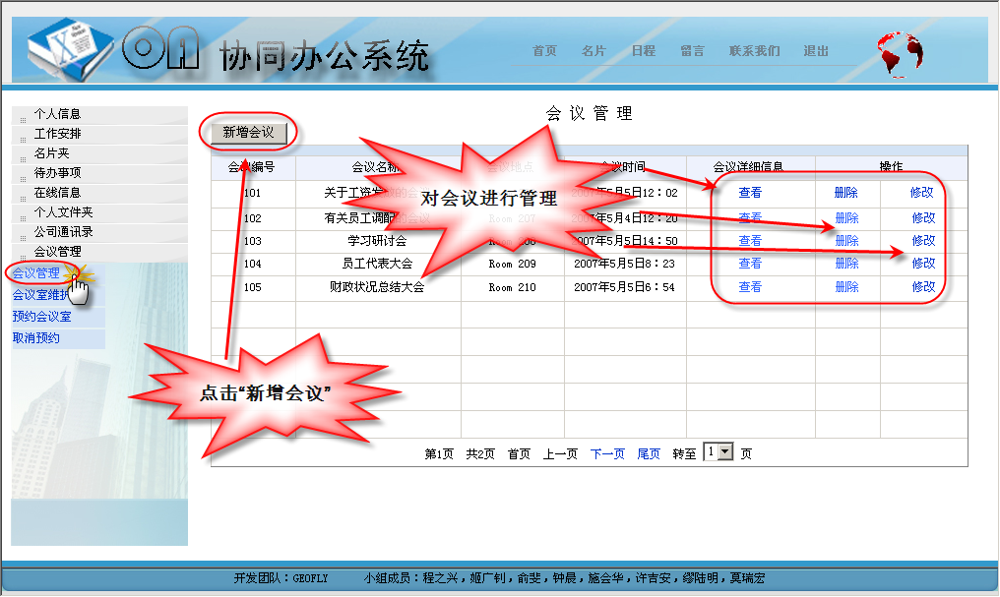 OA 协同办公系统
首页 名片 日程 留言 联系我们 退出
个人信息
工作安排
名片夹
待办事项
在线信息
个人文件夹
公司通讯录
会议管理
会议管理
会议室维护
预约会议室
取消预约
会议管理
新增会议
会议编号 会议名称 会议地点 会议时间 会议详细信息 操作
101 关于工资发放的会 2007年5月5日12：02 查看 删除 修改
102 有关员工调配的会议 Room 207 2007年5月4日12：20 查看 删除 修改
103 学习研讨会 Room 208 2007年5月5日14：50 查看 删除 修改
104 员工代表大会 Room 209 2007年5月5日8：23 查看 删除 修改
105 财政状况总结大会 Room 210 2007年5月5日6：54 查看 删除 修改
对会议进行管理
点击“新增会议”
第1页 共2页 首页 上一页 下一页 尾页 转至 1 页
开发团队：GEOFLY 小组成员：程之兴，姬广钊，俞斐，钟晨，施会华，许吉安，缪陆明，莫瑞宏